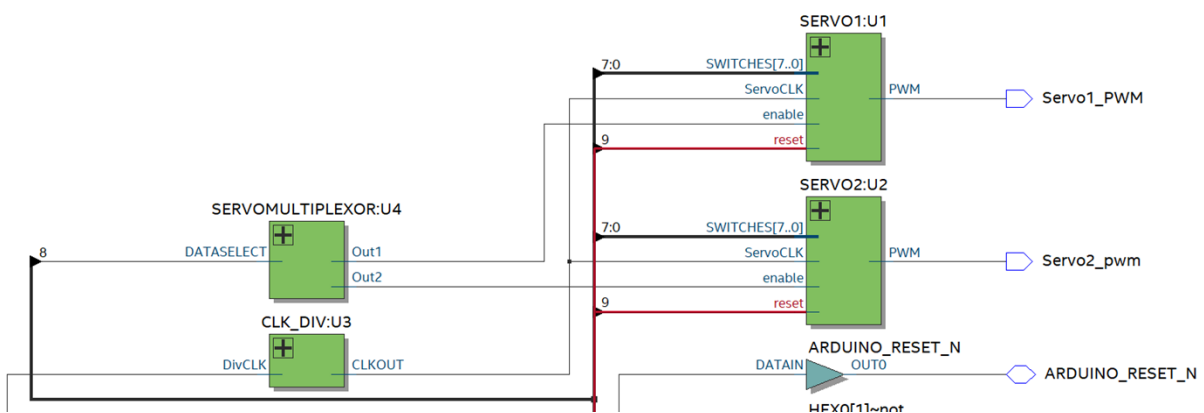 SERVO1:U1
7:0 SWITCHES[7..0]
ServoCLK PWM Servo1_PWM
enable
9 reset
SERVO2:U2
SERVOMULTIPLEXOR:U4
7:0 SWITCHES[7..0]
8 DATASELECT Out1 ServoCLK PWM Servo2_pwm
Out2 enable
9 reset
CLK_DIV:U3
ARDUINO_RESET_N
DivCLK CLKOUT DATAIN OUT0 ARDUINO_RESET_N
HEX0[1]~not